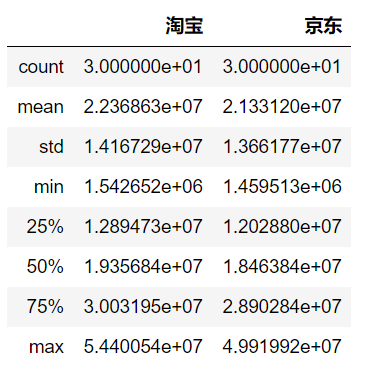 淘宝 京东
count 3.000000e+01 3.000000e+01
mean 2.236863e+07 2.133120e+07
std 1.416729e+07 1.366177e+07
min 1.542652e+06 1.459513e+06
25% 1.289473e+07 1.202880e+07
50% 1.935684e+07 1.846384e+07
75% 3.003195e+07 2.890284e+07
max 5.440054e+07 4.991992e+07